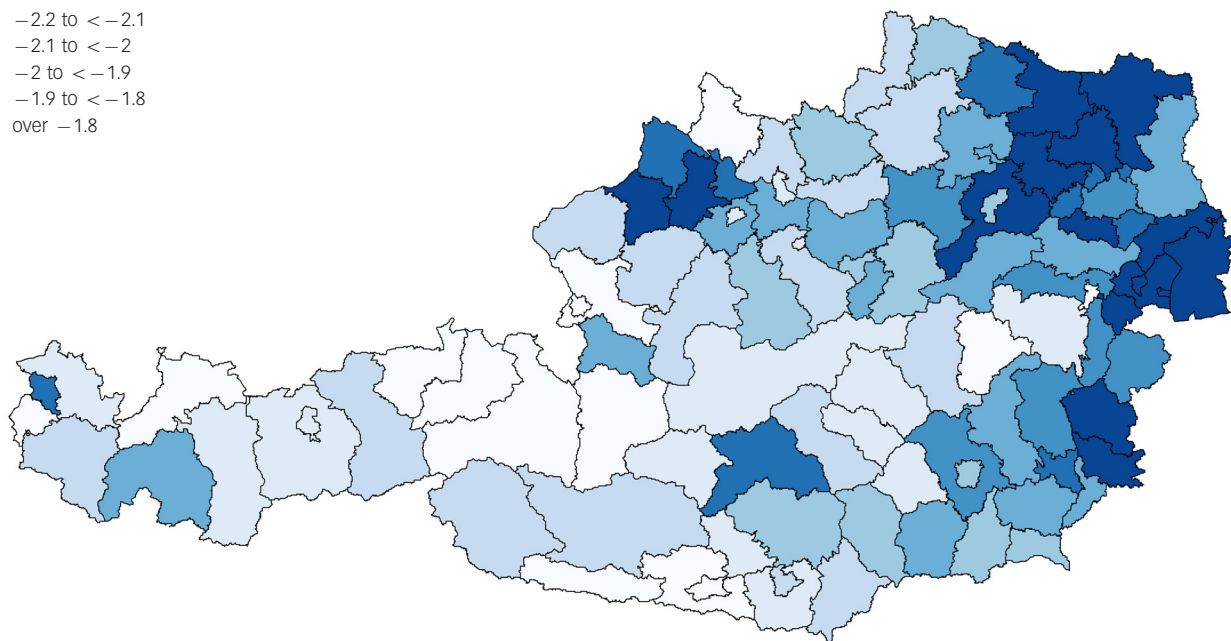 −2.2 to <−2.1
−2.1 to <−2
−2 to <−1.9
−1.9 to <−1.8
over −1.8